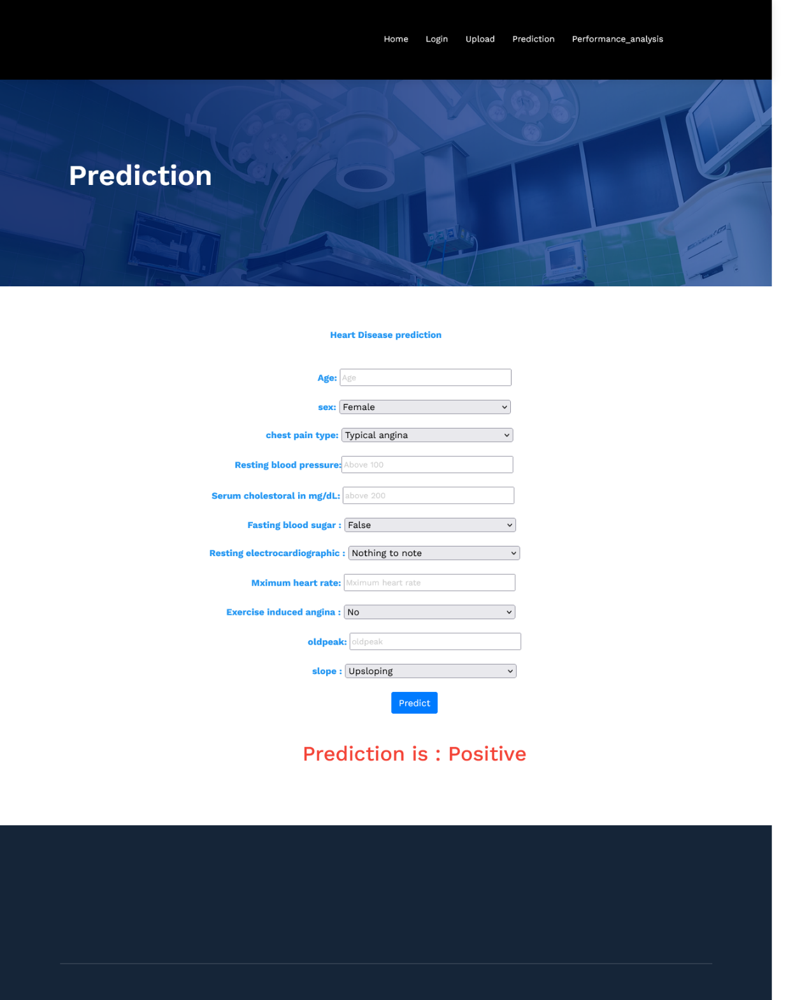 Home Login Upload Prediction Performance_analysis
Prediction
Heart Disease prediction
Age: Age
sex: Female
chest pain type: Typical angina
Resting blood pressure: Above 100
Serum cholestoral in mg/dL: above 200
Fasting blood sugar : False
Resting electrocardiographic : Nothing to note
Mximum heart rate: Mximum heart rate
Exercise induced angina : No
oldpeak: oldpeak
slope : Upsloping
Predict
Prediction is : Positive